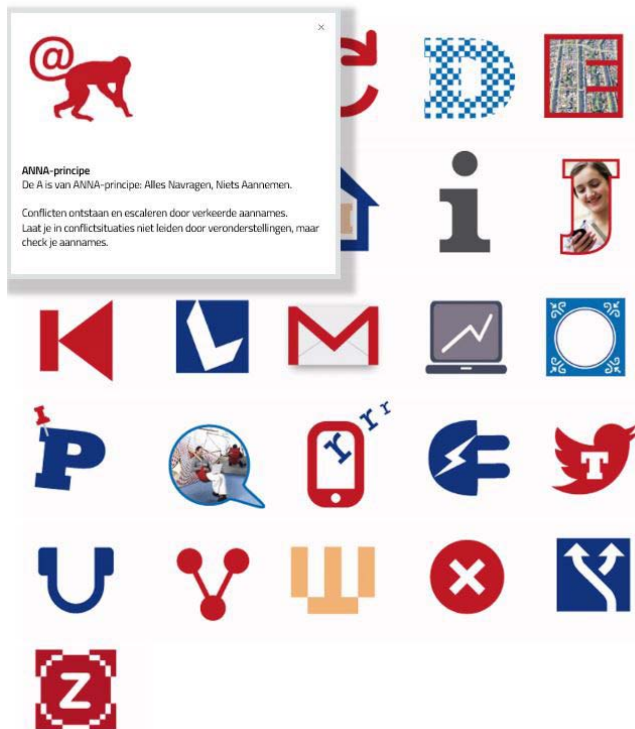 ×
@
ANNA-principe
De A is van ANNA-principe: Alles Navragen, Niets Aannemen.
Conflicten ontstaan en escaleren door verkeerde aannames.
Laat je in conflictsituaties niet leiden door veronderstellingen, maar
check je aannames.
D E
i J
K L M
P r r r T
U V W X Y
Z